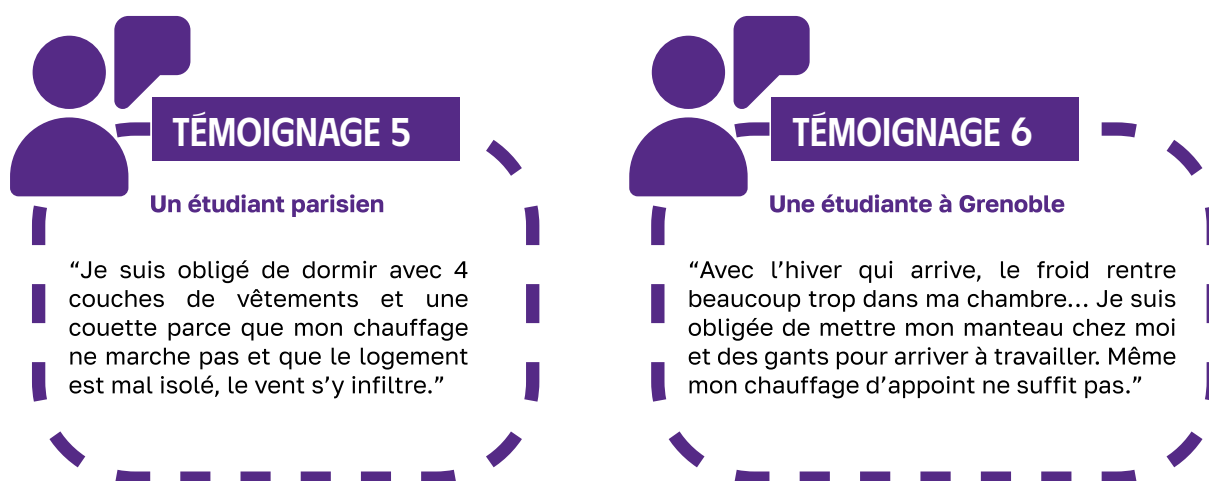 TÉMOIGNAGE 5
Un étudiant parisien
“Je suis obligé de dormir avec 4
couches de vêtements et une
couette parce que mon chauffage
ne marche pas et que le logement
est mal isolé, le vent s’y infiltre.”
TÉMOIGNAGE 6
Une étudiante à Grenoble
“Avec l’hiver qui arrive, le froid rentre
beaucoup trop dans ma chambre... Je suis
obligée de mettre mon manteau chez moi
et des gants pour arriver à travailler. Même
mon chauffage d’appoint ne suffit pas.”